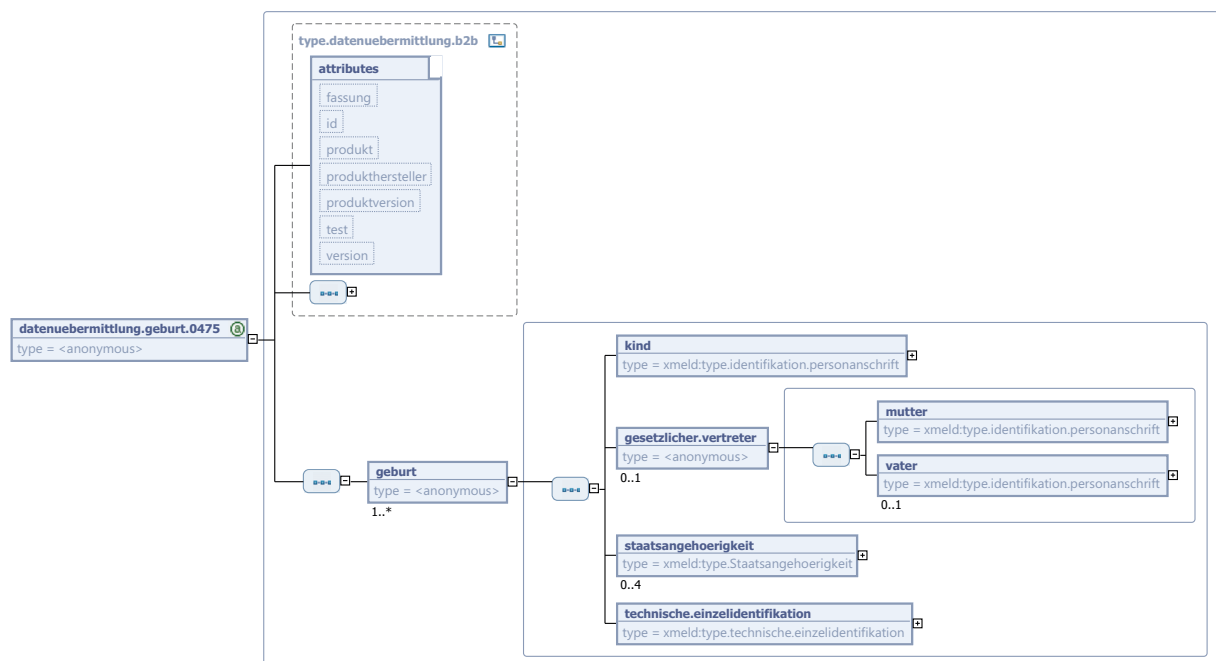 type.datenuebermittlung.b2b
attributes
fassung
id
produkt
produkthersteller
produktversion
test
version
datenuebermittlung.geburt.0475
a
type = <anonymous>
kind
type = xmeld:type.identifikation.personanschrift
mutter
type = xmeld:type.identifikation.personanschrift
gesetzlicher.vertreter
type = <anonymous>
0..1
vater
type = xmeld:type.identifikation.personanschrift
0..1
geburt
type = <anonymous>
1..*
staatsangehoerigkeit
type = xmeld:type.Staatsangehoerigkeit
0..4
technische.einzelidentifikation
type = xmeld:type.technische.einzelidentifikation